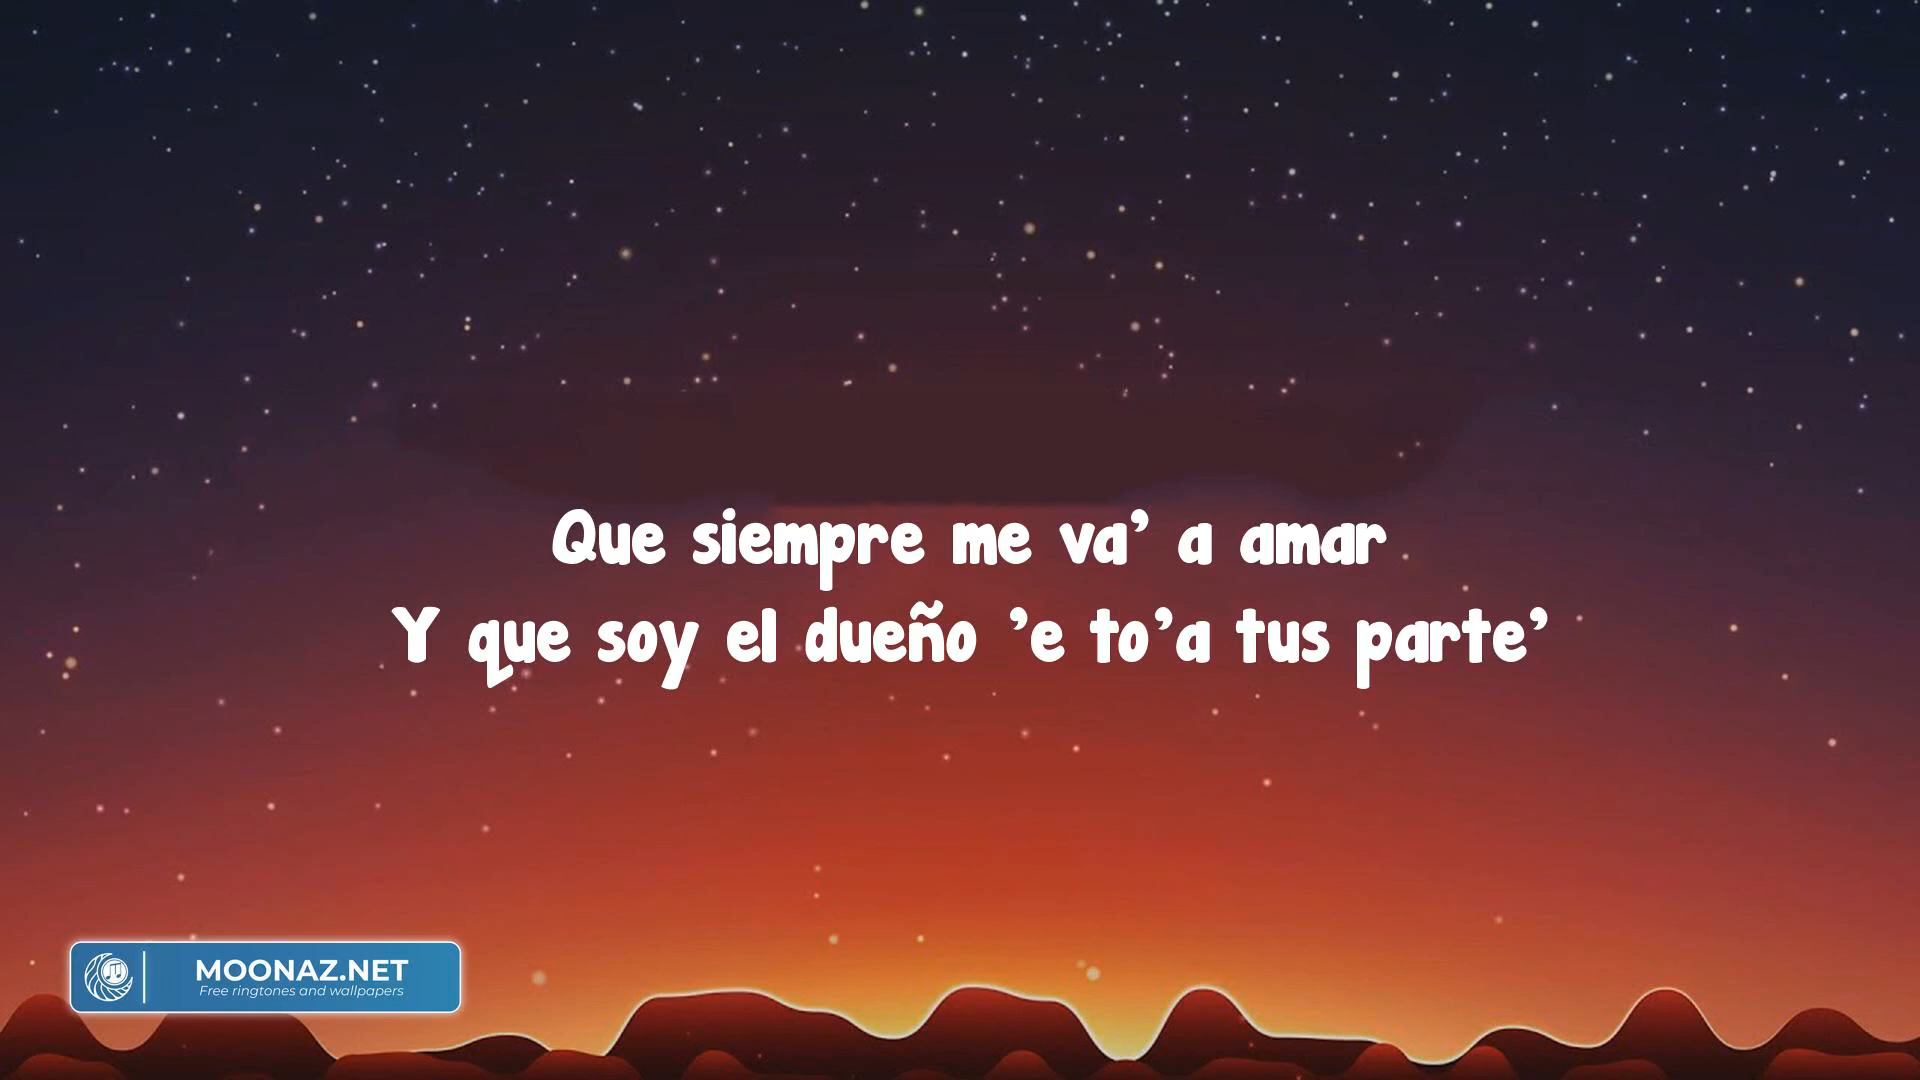 Que siempre me va' a amar
Y que soy el dueño 'e to'a tus parte'
MOONAZ.NET
Free ringtones and wallpapers